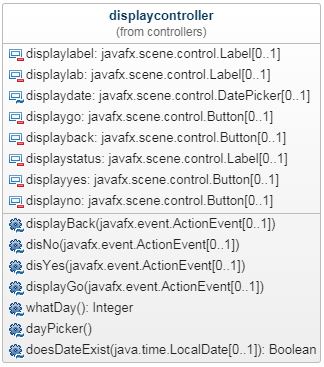 displaycontroller
(from controllers)
displaylabel: javafx.scene.control.Label[0..1]
displaylab: javafx.scene.control.Label[0..1]
displaydate: javafx.scene.control.DatePicker[0..1]
displaygo: javafx.scene.control.Button[0..1]
displayback: javafx.scene.control.Button[0..1]
displaystatus: javafx.scene.control.Label[0..1]
displayyes: javafx.scene.control.Button[0..1]
displayno: javafx.scene.control.Button[0..1]
displayBack(javafx.event.ActionEvent[0..1])
disNo(javafx.event.ActionEvent[0..1])
disYes(javafx.event.ActionEvent[0..1])
displayGo(javafx.event.ActionEvent[0..1])
whatDay(): Integer
dayPicker()
doesDateExist(java.time.LocalDate[0..1]): Boolean